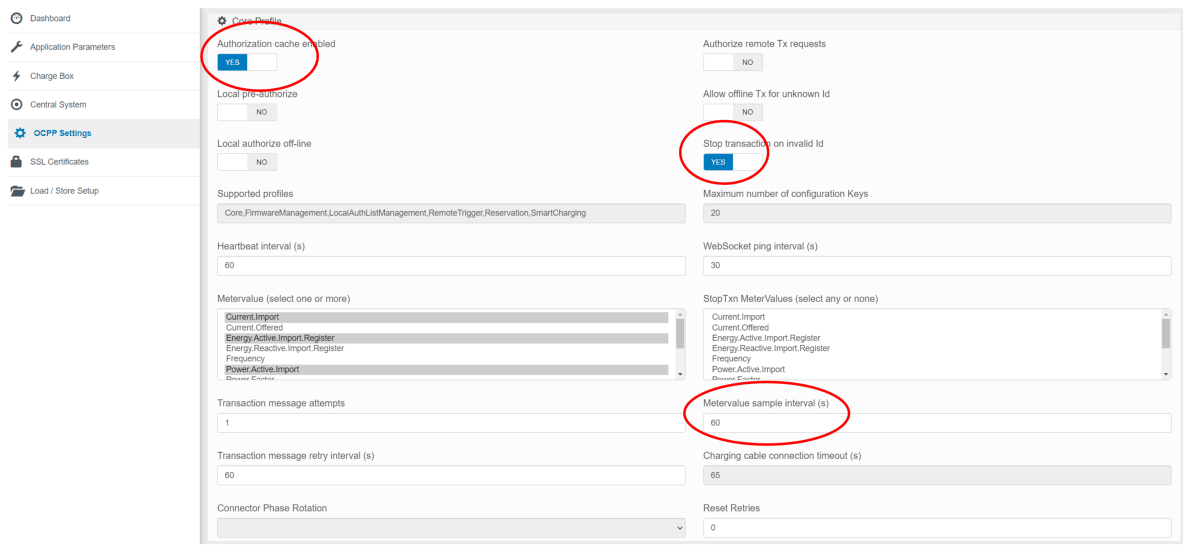 Dashboard
Application Parameters
Charge Box
Central System
OCPP Settings
SSL Certificates
Load / Store Setup
Core Profile
Authorization cache enabled
YES
Authorize remote Tx requests
NO
Local pre-authorize
NO
Allow offline Tx for unknown Id
NO
Local authorize off-line
NO
Stop transaction on invalid Id
YES
Supported profiles
Core,FirmwareManagement,LocalAuthListManagement,RemoteTrigger,Reservation,SmartCharging
Maximum number of configuration Keys
20
Heartbeat interval (s)
60
WebSocket ping interval (s)
30
Metervalue (select one or more)
Current.Import
Current.Offered
Energy.Active.Import.Register
Energy.Reactive.Import.Register
Frequency
Power.Active.Import
Power.Factor
StopTxn MeterValues (select any or none)
Current.Import
Current.Offered
Energy.Active.Import.Register
Energy.Reactive.Import.Register
Frequency
Power.Active.Import
Power.Factor
Transaction message attempts
1
Metervalue sample interval (s)
60
Transaction message retry interval (s)
60
Charging cable connection timeout (s)
65
Connector Phase Rotation
Reset Retries
0